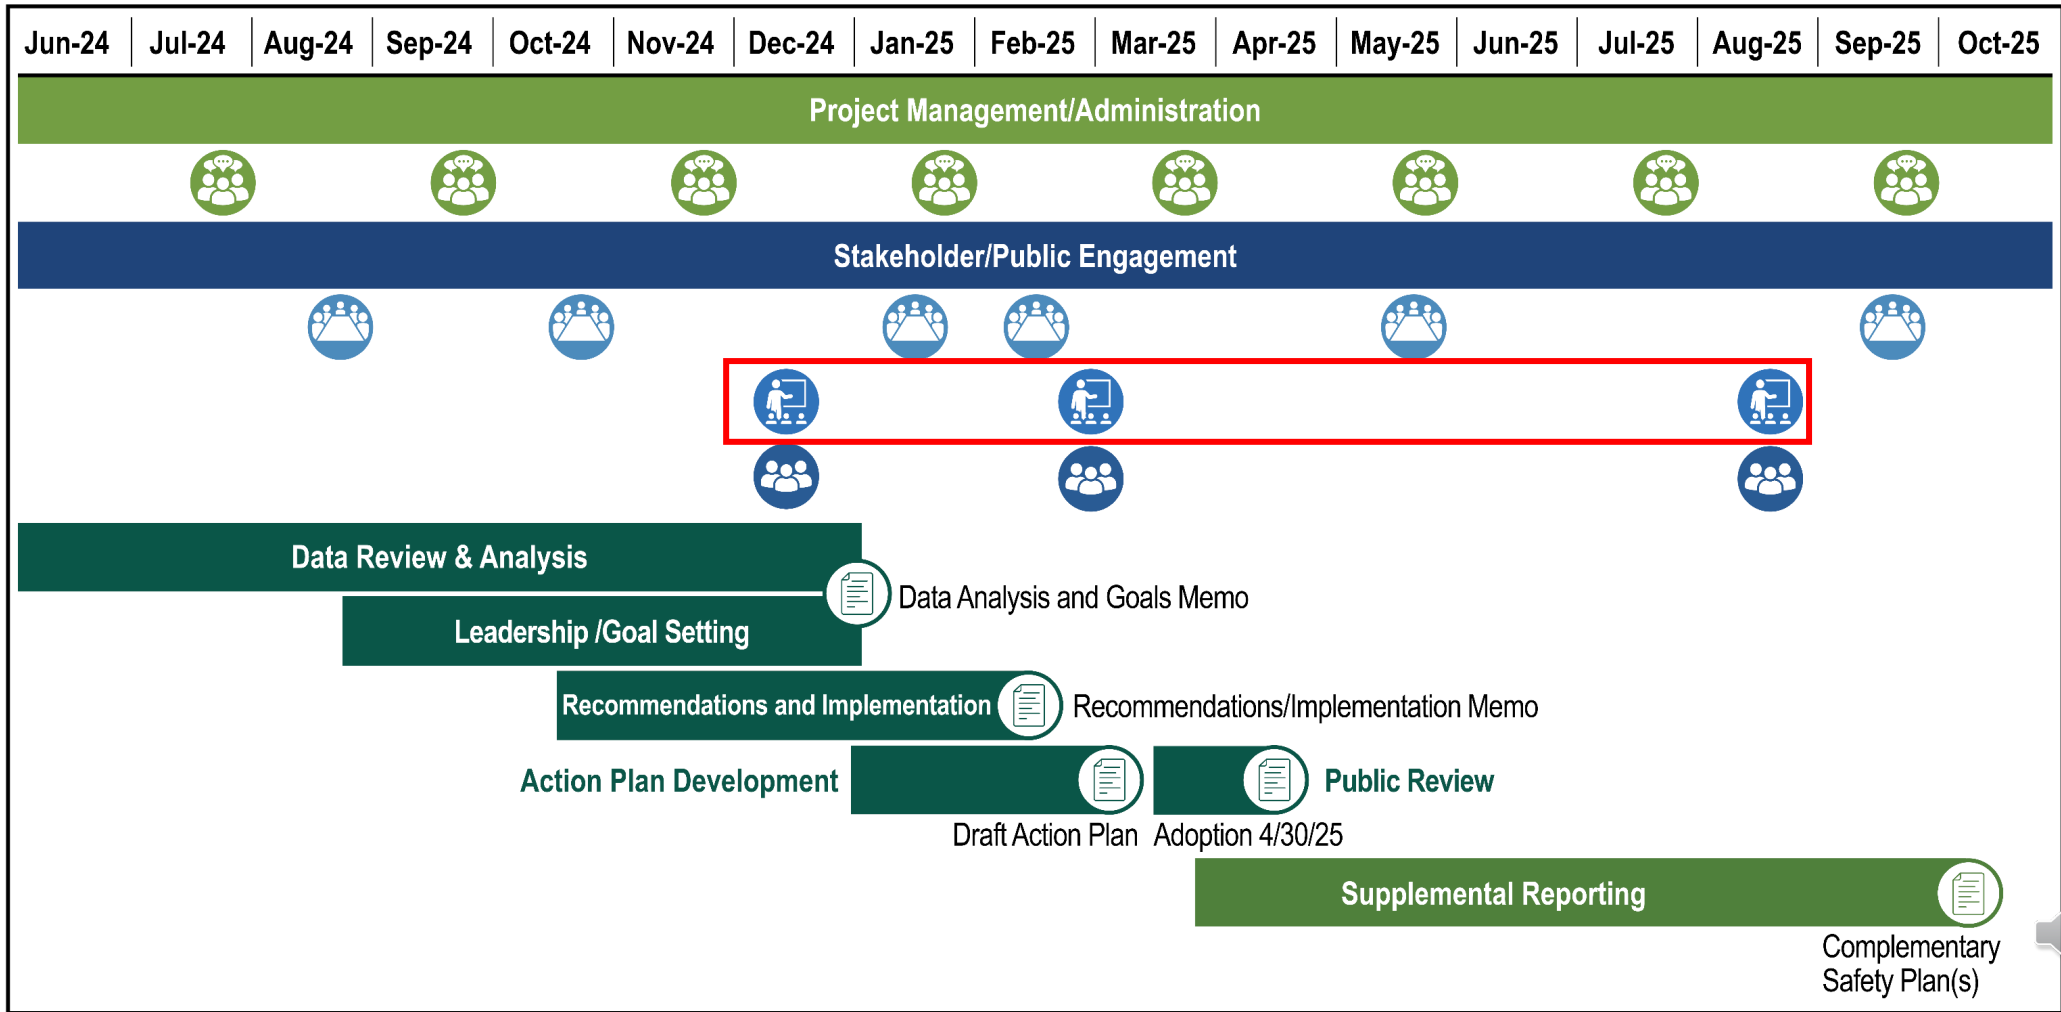 Jun-24 Jul-24 Aug-24 Sep-24 Oct-24 Nov-24 Dec-24 Jan-25 Feb-25 Mar-25 Apr-25 May-25 Jun-25 Jul-25 Aug-25 Sep-25 Oct-25
Project Management/Administration
Stakeholder/Public Engagement
Data Review & Analysis
Data Analysis and Goals Memo
Leadership /Goal Setting
Recommendations and Implementation
Recommendations/Implementation Memo
Action Plan Development
Public Review
Draft Action Plan
Adoption 4/30/25
Supplemental Reporting
Complementary
Safety Plan(s)